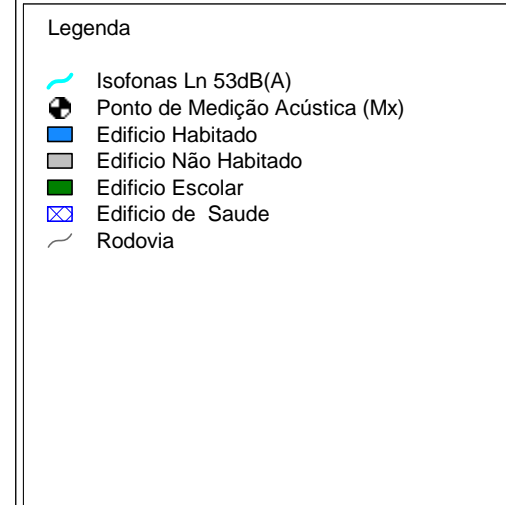 Legenda
Isofonas Ln 53dB(A)
Ponto de Medição Acústica (Mx)
Edificio Habitado
Edificio Não Habitado
Edificio Escolar
Edificio de Saude
Rodovia